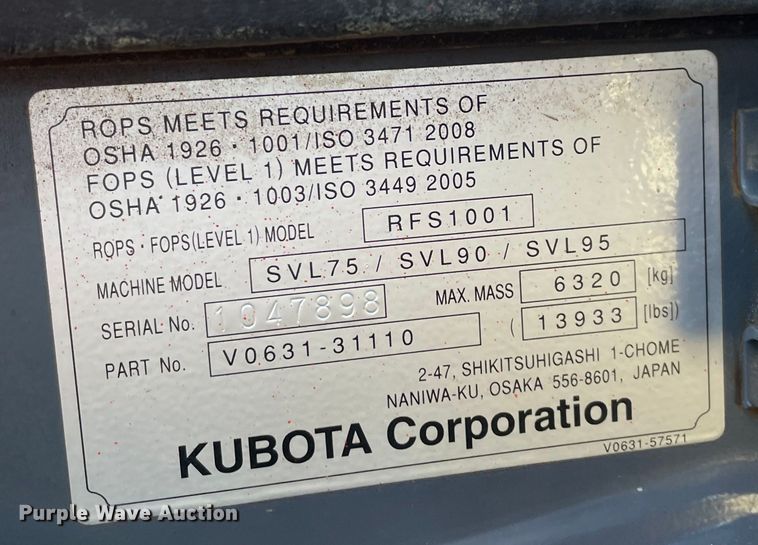 ROPS MEETS REQUIREMENTS OF
OSHA 1926 · 1001/ISO 3471 2008
FOPS (LEVEL 1) MEETS REQUIREMENTS OF
OSHA 1926 · 1003/ISO 3449 2005
ROPS · FOPS(LEVEL 1) MODEL RFS1001
MACHINE MODEL SVL75 / SVL90 / SVL95
SERIAL No. 1047898 MAX. MASS 6320 [kg]
PART No. V0631-31110 ( 13933 [lbs])
2-47, SHIKITSUHIGASHI 1-CHOME
NANIWA-KU, OSAKA 556-8601, JAPAN
KUBOTA Corporation
V0631-57571
Purple Wave Auction